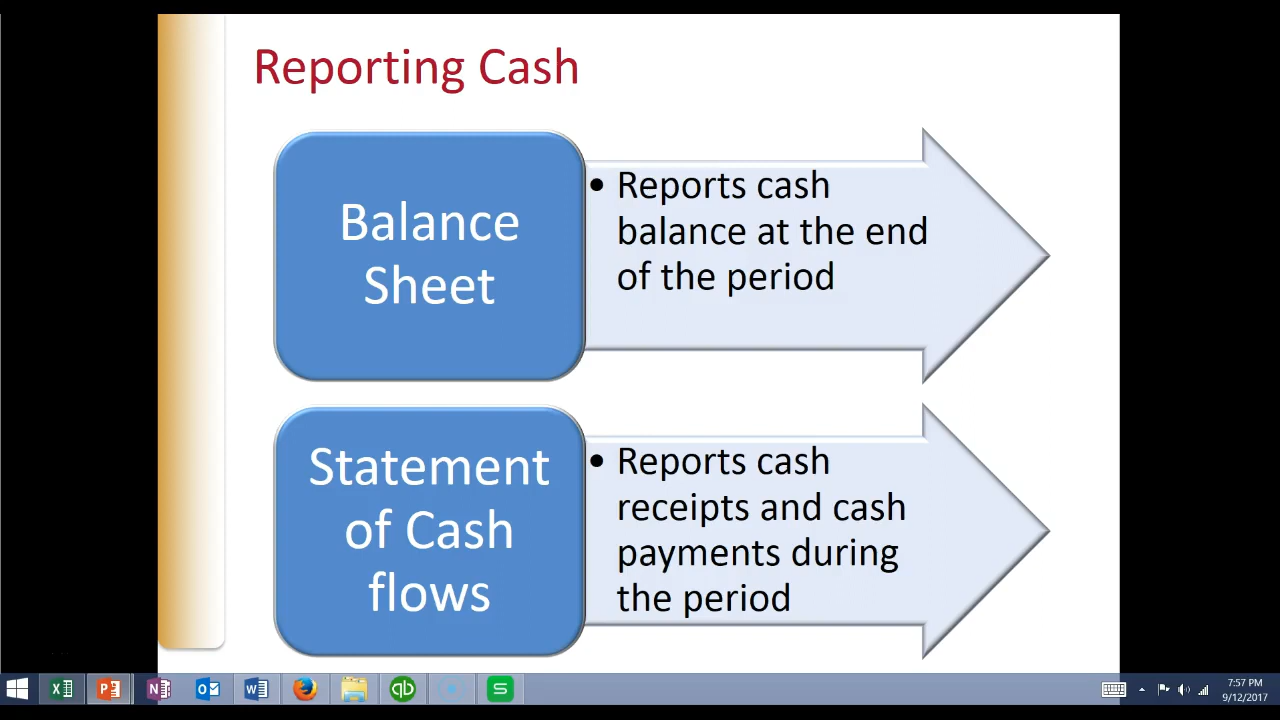 Reporting Cash
Balance
Sheet
• Reports cash
balance at the end
of the period
Statement
of Cash
flows
• Reports cash
receipts and cash
payments during
the period
7:57 PM
9/12/2017